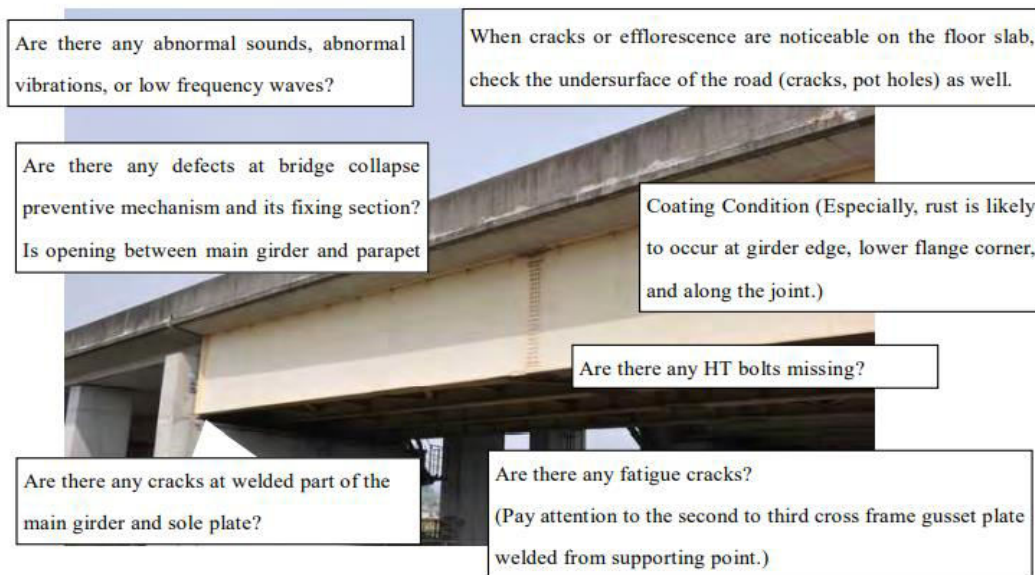 Are there any abnormal sounds, abnormal
vibrations, or low frequency waves?
When cracks or efflorescence are noticeable on the floor slab,
check the undersurface of the road (cracks, pot holes) as well.
Are there any defects at bridge collapse
preventive mechanism and its fixing section?
Is opening between main girder and parapet
Coating Condition (Especially, rust is likely
to occur at girder edge, lower flange corner,
and along the joint.)
Are there any HT bolts missing?
Are there any cracks at welded part of the
main girder and sole plate?
Are there any fatigue cracks?
(Pay attention to the second to third cross frame gusset plate
welded from supporting point.)